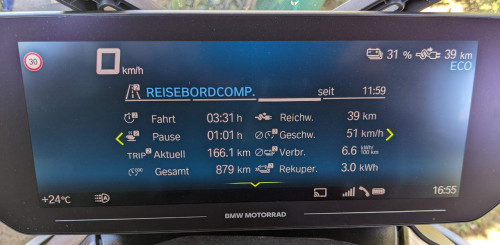 30
0 km/h
31 % 39 km
ECO
REISEBORDCOMP. seit 11:59
Fahrt 03:31 h Reichw. 39 km
Pause 01:01 h Ø Geschw. 51 km/h
TRIP Aktuell 166.1 km Ø Verbr. 6.6 kWh/100 km
Gesamt 879 km Rekuper. 3.0 kWh
+24°C A 16:55
BMW MOTORRAD